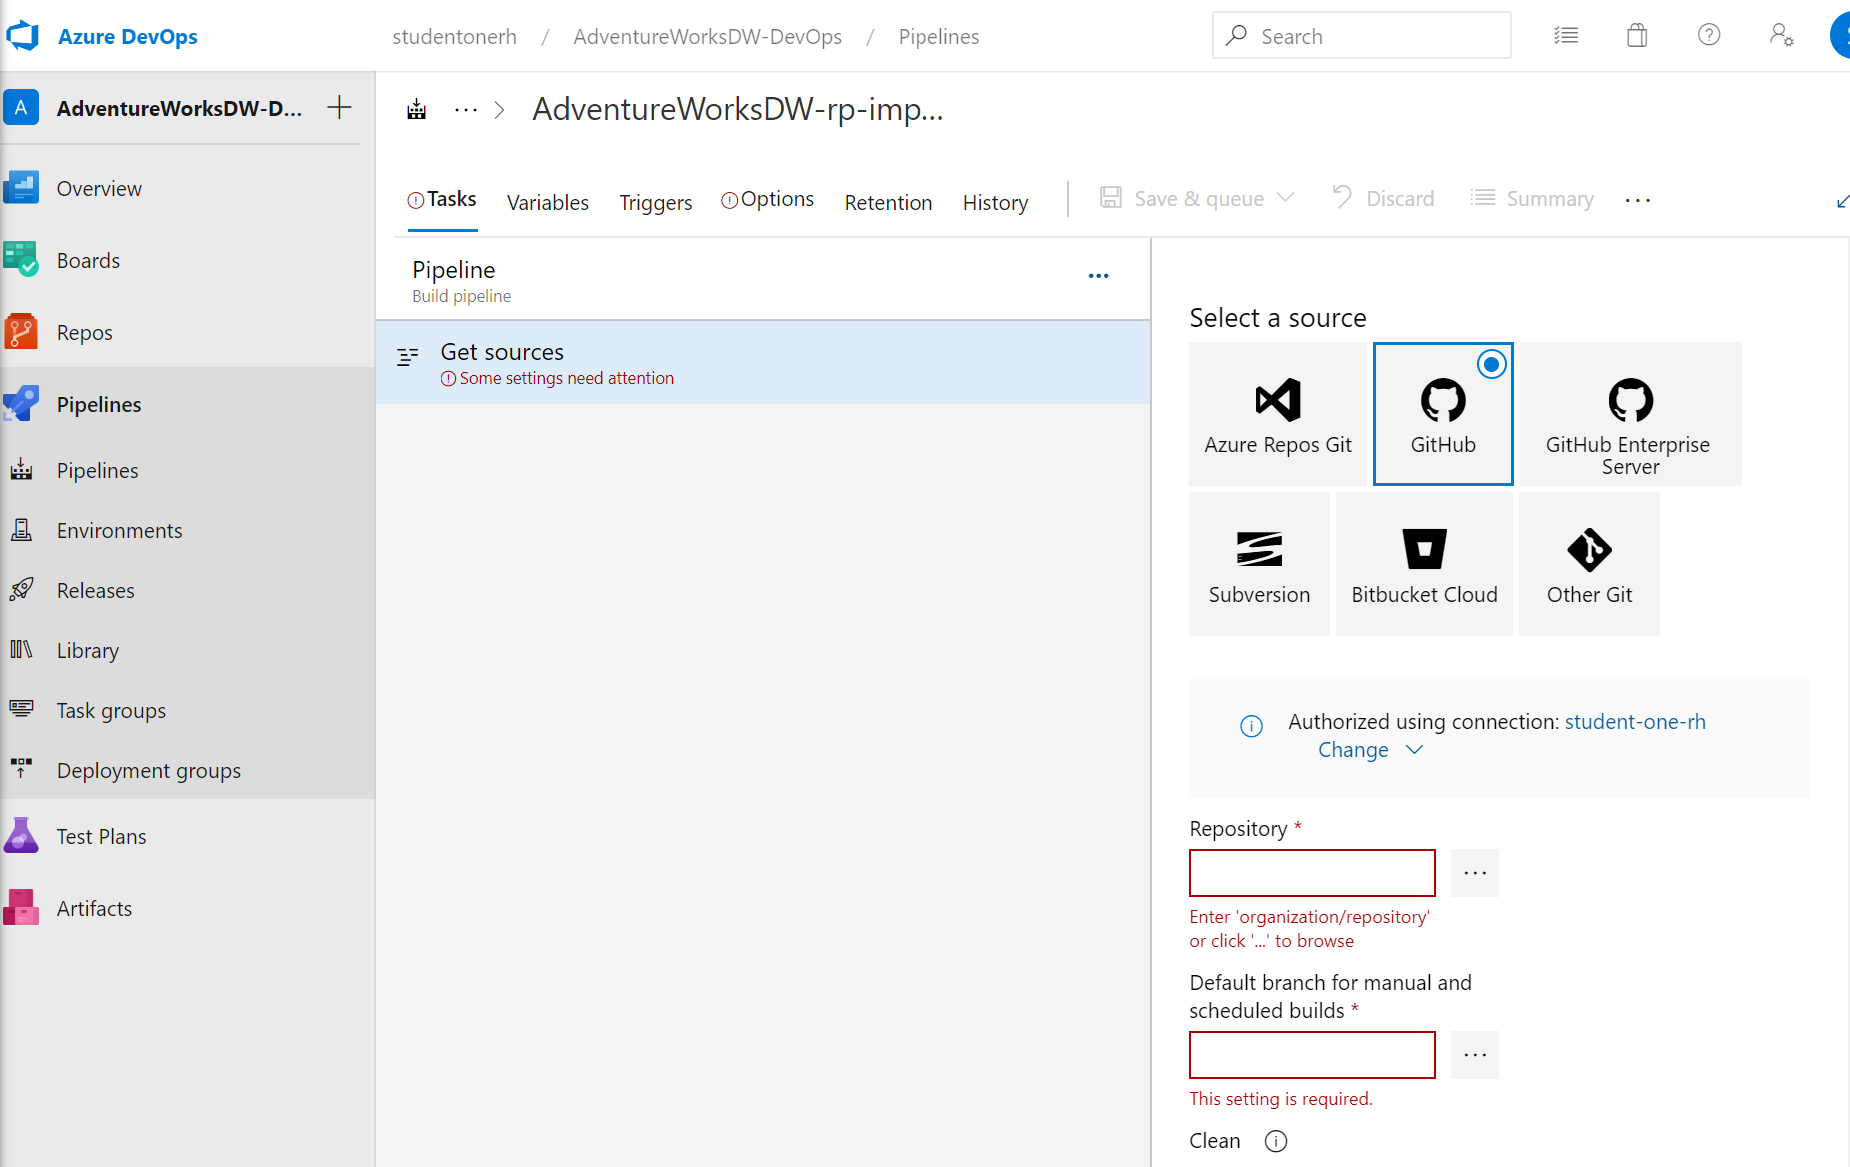 Azure DevOps
studentonerh / AdventureWorksDW-DevOps / Pipelines
Search
A
AdventureWorksDW-D...
AdventureWorksDW-rp-imp...
Overview
Boards
Repos
Pipelines
Pipelines
Environments
Releases
Library
Task groups
Deployment groups
Test Plans
Artifacts
Tasks
Variables
Triggers
Options
Retention
History
Save & queue
Discard
Summary
Pipeline
Build pipeline
Get sources
Some settings need attention
Select a source
Azure Repos Git
GitHub
GitHub Enterprise
Server
Subversion
Bitbucket Cloud
Other Git
Authorized using connection: student-one-rh
Change
Repository *
Enter 'organization/repository'
or click '...' to browse
Default branch for manual and
scheduled builds *
This setting is required.
Clean